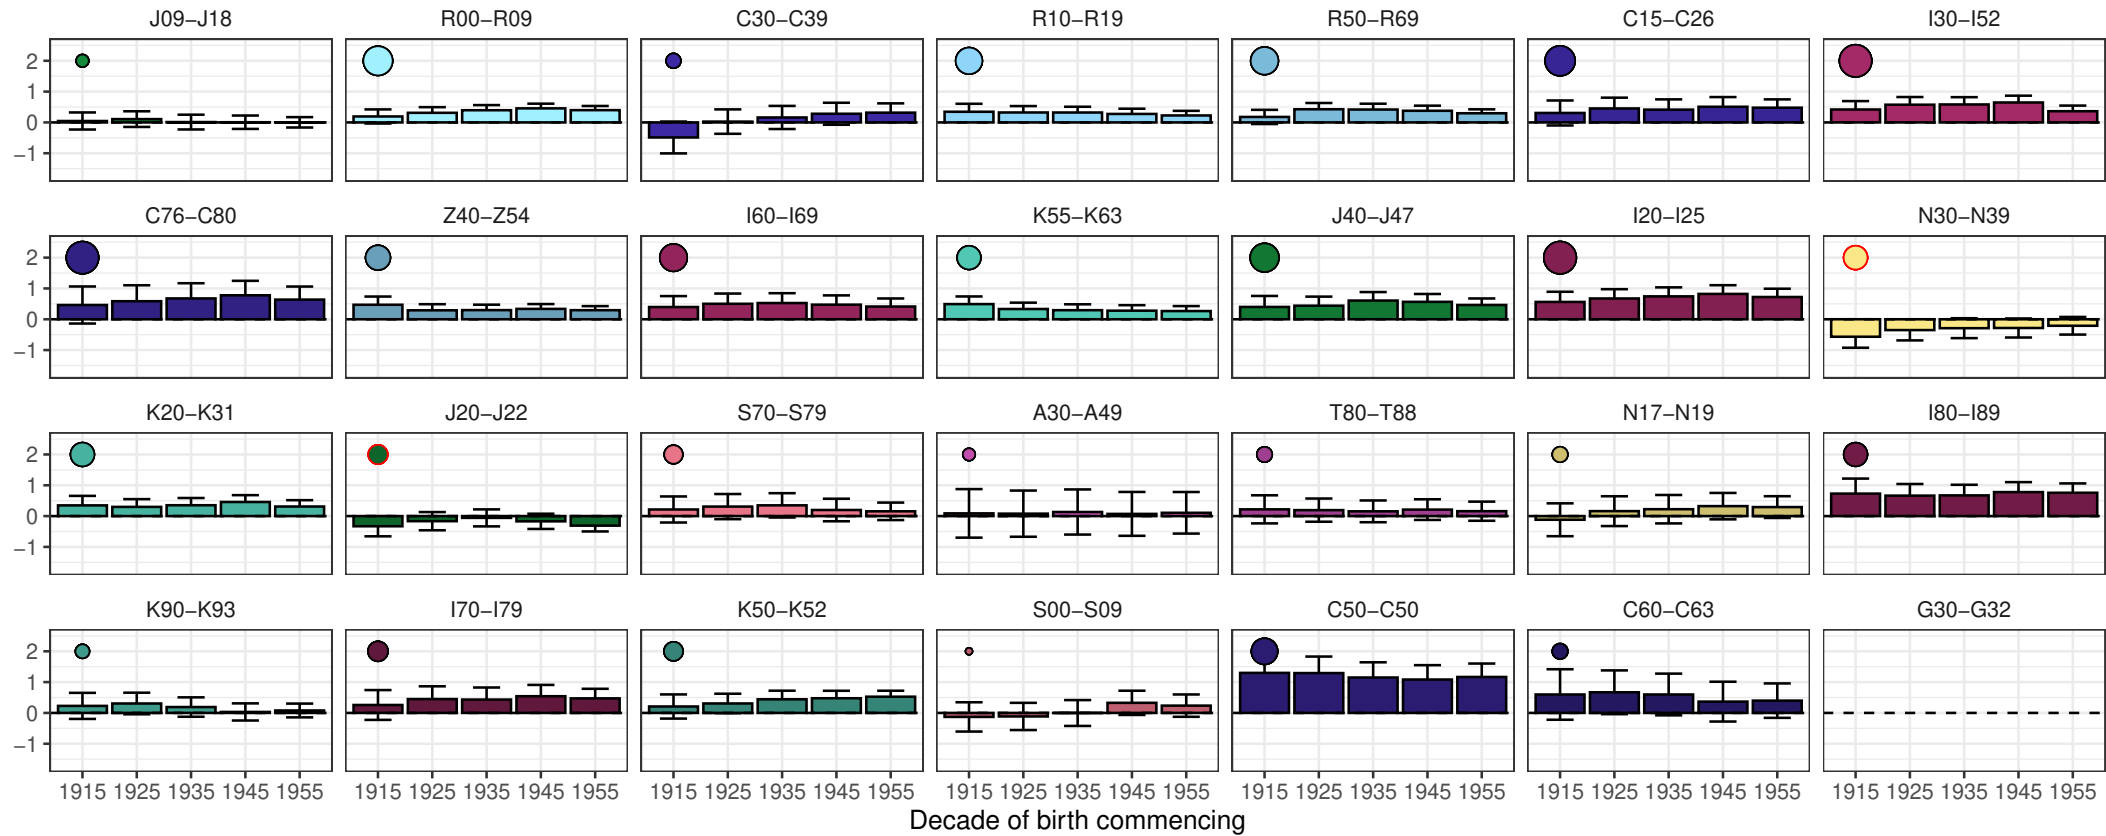 J09−J18 R00−R09 C30−C39 R10−R19 R50−R69 C15−C26 I30−I52
2
1
0
−1
C76−C80 Z40−Z54 I60−I69 K55−K63 J40−J47 I20−I25 N30−N39
2
1
0
−1
K20−K31 J20−J22 S70−S79 A30−A49 T80−T88 N17−N19 I80−I89
2
1
0
−1
K90−K93 I70−I79 K50−K52 S00−S09 C50−C50 C60−C63 G30−G32
2
1
0
−1
1915 1925 1935 1945 1955 1915 1925 1935 1945 1955 1915 1925 1935 1945 1955 1915 1925 1935 1945 1955 1915 1925 1935 1945 1955 1915 1925 1935 1945 1955 1915 1925 1935 1945 1955
Decade of birth commencing